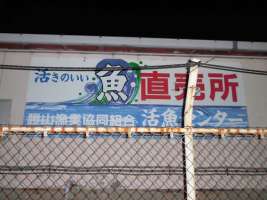 活きのいい魚直売所
勝山漁業協同組合 活魚センター